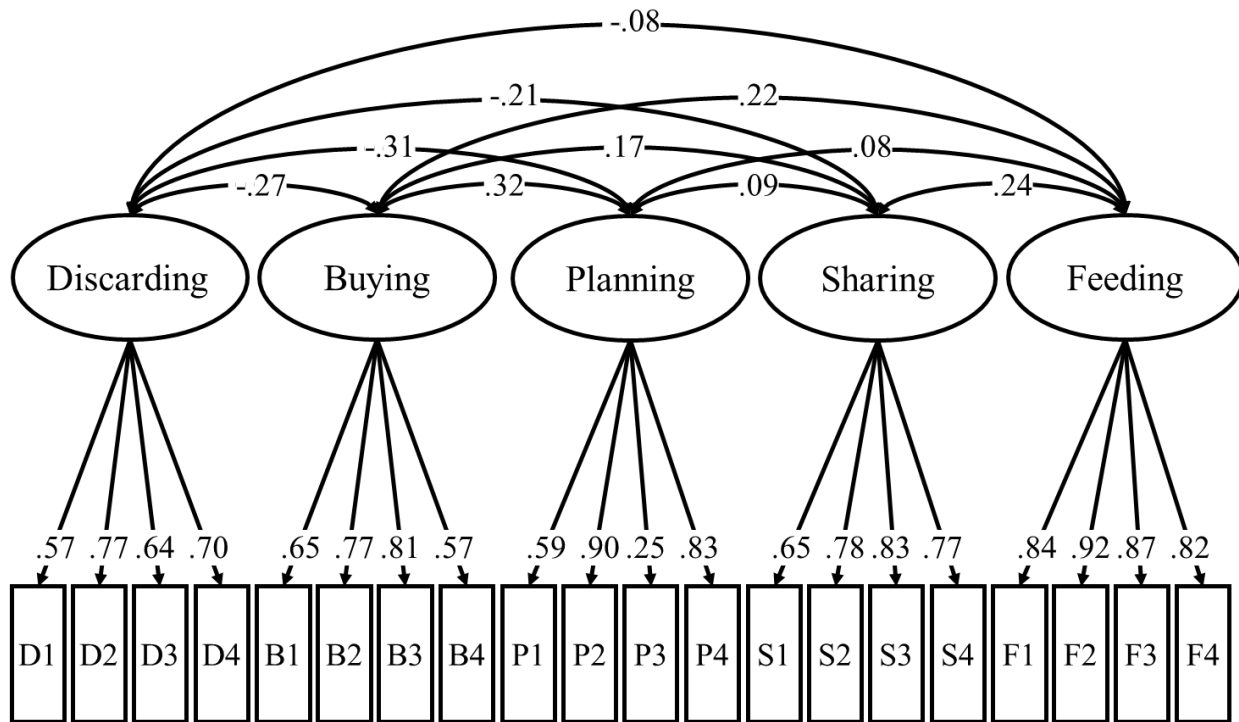 -.08
-.21 .22
-.31 .17 .08
-.27 .32 .09 .24
Discarding Buying Planning Sharing Feeding
.57 .77 .64 .70 .65 .77 .81 .57 .59 .90 .25 .83 .65 .78 .83 .77 .84 .92 .87 .82
D1 D2 D3 D4 B1 B2 B3 B4 P1 P2 P3 P4 S1 S2 S3 S4 F1 F2 F3 F4